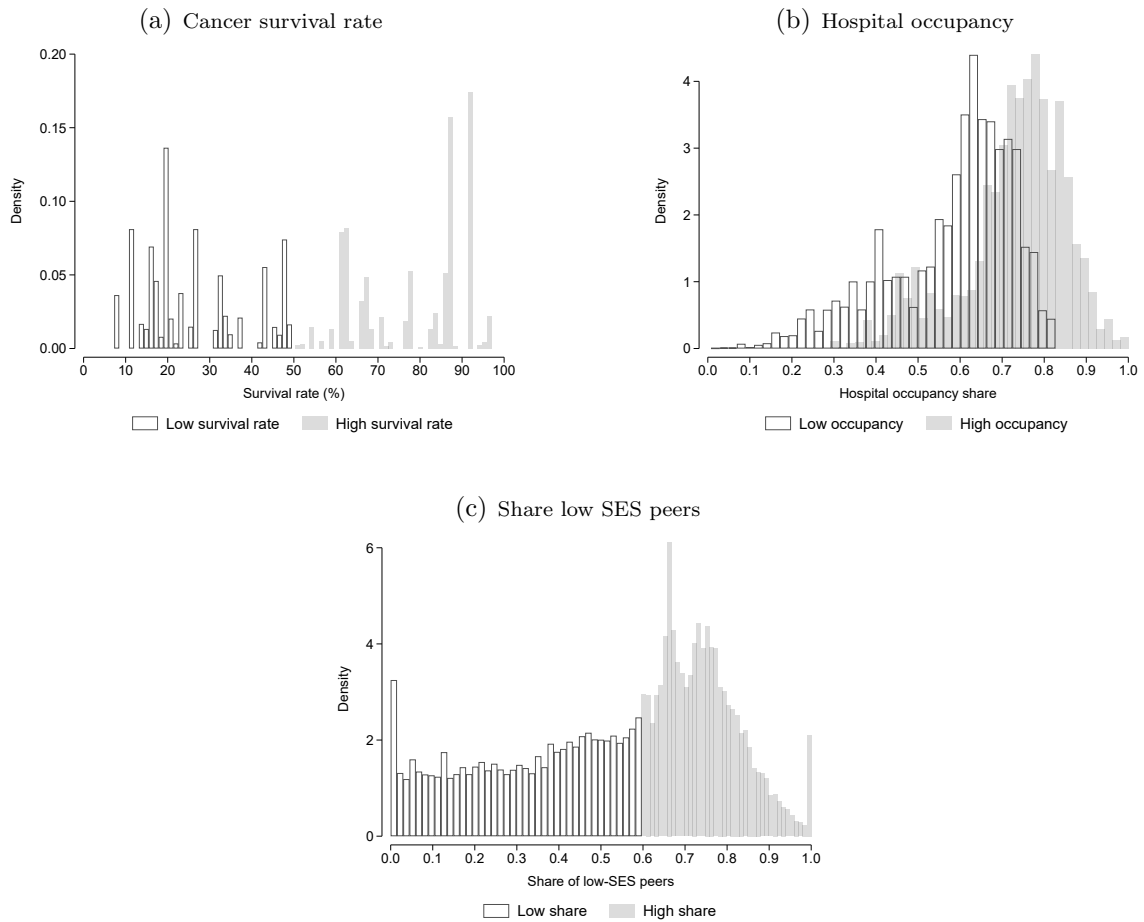 (a) Cancer survival rate
0.20
0.15
0.10
0.05
0.00
Density
0 10 20 30 40 50 60 70 80 90 100
Survival rate (%)
Low survival rate High survival rate
(b) Hospital occupancy
4
3
2
1
0
Density
0.0 0.1 0.2 0.3 0.4 0.5 0.6 0.7 0.8 0.9 1.0
Hospital occupancy share
Low occupancy High occupancy
(c) Share low SES peers
6
4
2
0
Density
0.0 0.1 0.2 0.3 0.4 0.5 0.6 0.7 0.8 0.9 1.0
Share of low-SES peers
Low share High share